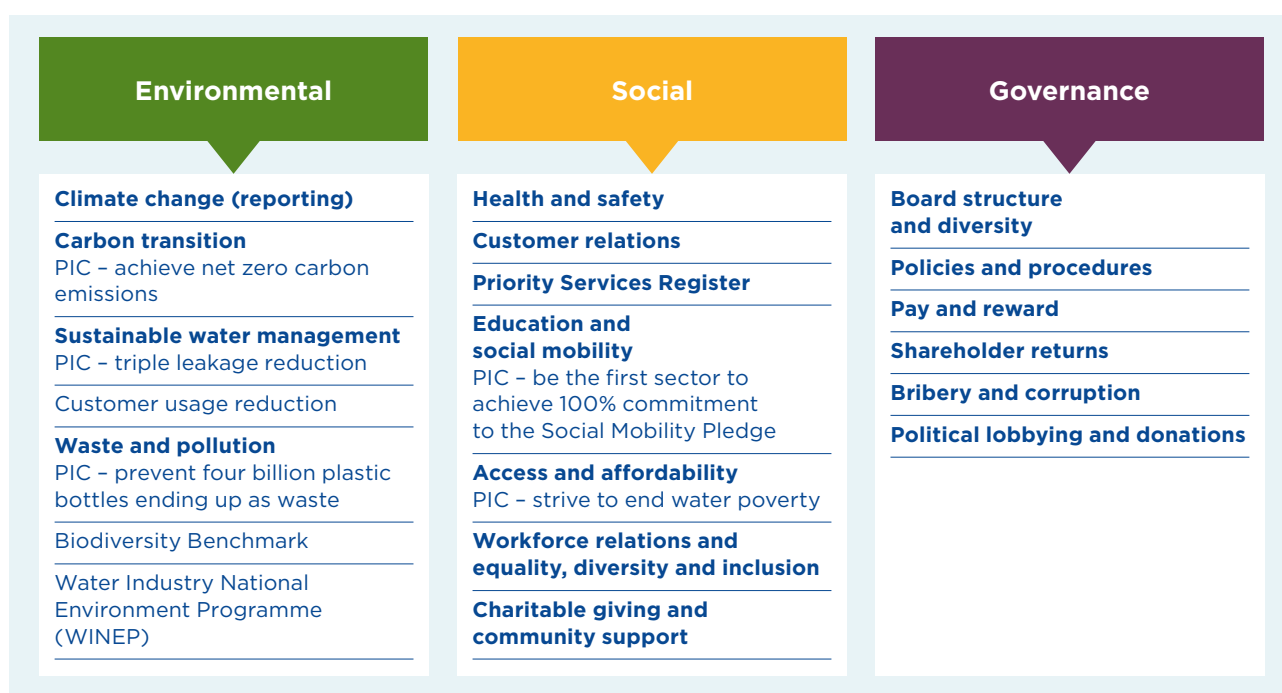 Environmental
Climate change (reporting)
Carbon transition
PIC – achieve net zero carbon
emissions
Sustainable water management
PIC – triple leakage reduction
Customer usage reduction
Waste and pollution
PIC – prevent four billion plastic
bottles ending up as waste
Biodiversity Benchmark
Water Industry National
Environment Programme
(WINEP)
Social
Health and safety
Customer relations
Priority Services Register
Education and
social mobility
PIC – be the first sector to
achieve 100% commitment
to the Social Mobility Pledge
Access and affordability
PIC – strive to end water poverty
Workforce relations and
equality, diversity and inclusion
Charitable giving and
community support
Governance
Board structure
and diversity
Policies and procedures
Pay and reward
Shareholder returns
Bribery and corruption
Political lobbying and donations